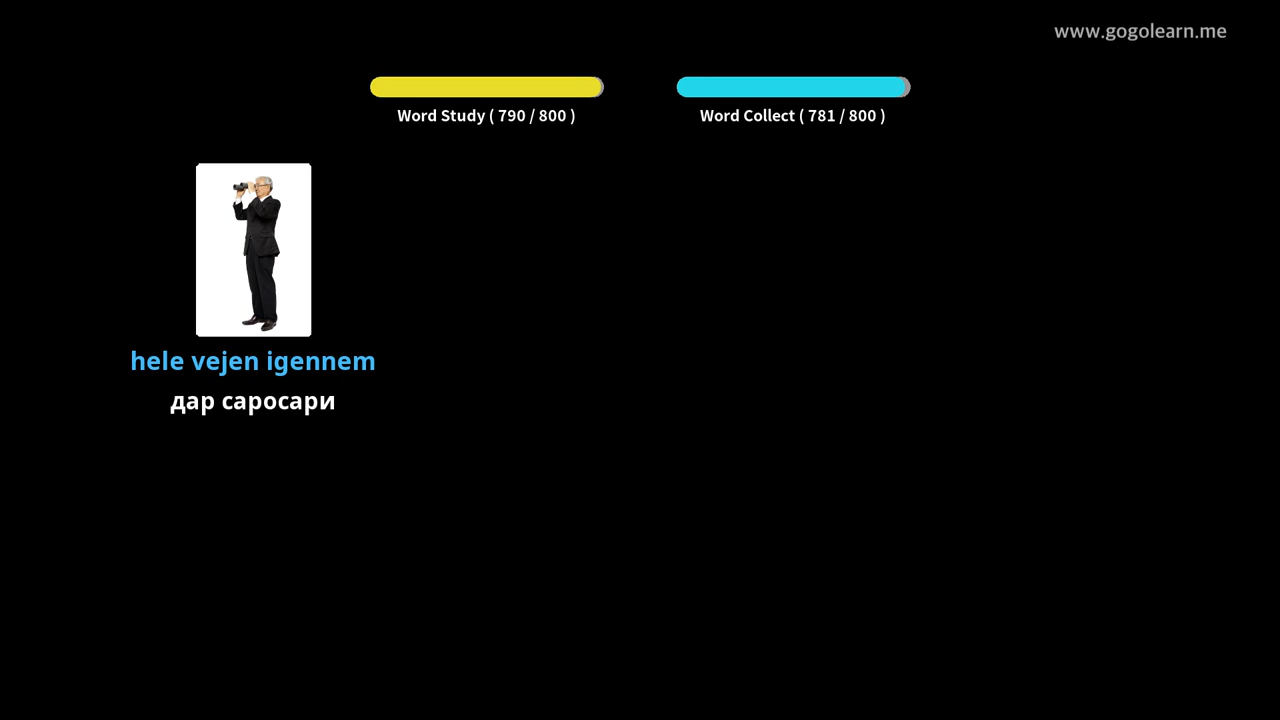 www.gogolearn.me
Word Study ( 790 / 800 )
Word Collect ( 781 / 800 )
hele vejen igennem
дар саросари